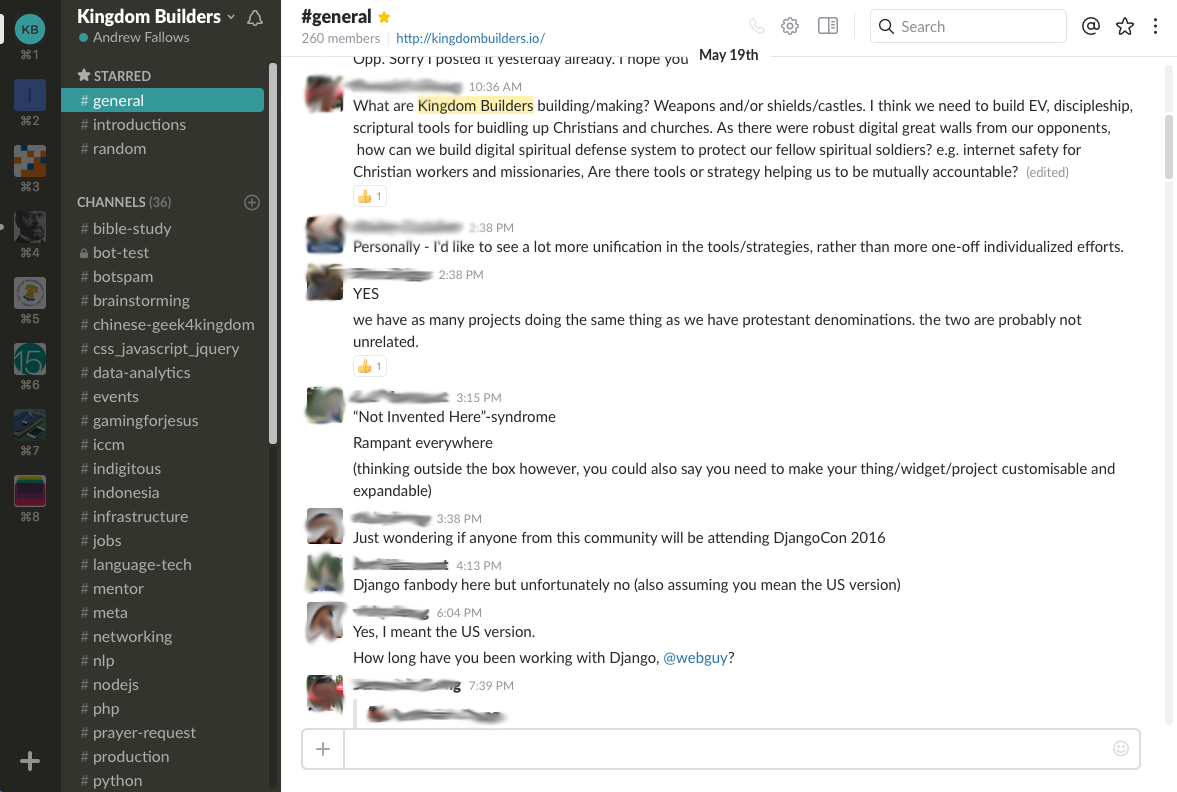 KB
⌘1
I
⌘2
⌘3
⌘4
⌘5
15
⌘6
⌘7
⌘8
Kingdom Builders
Andrew Fallows
STARRED
# general
# introductions
# random
CHANNELS (36)
# bible-study
bot-test
# botspam
# brainstorming
# chinese-geek4kingdom
# css_javascript_jquery
# data-analytics
# events
# gamingforjesus
# iccm
# indigitous
# indonesia
# infrastructure
# jobs
# language-tech
# mentor
# meta
# networking
# nlp
# nodejs
# php
# prayer-request
# production
# python
#general
260 members | http://kingdombuilders.io/
Search
May 19th
Opp. Sorry I posted it yesterday already. I hope you
10:36 AM
What are Kingdom Builders building/making? Weapons and/or shields/castles. I think we need to build EV, discipleship,
scriptural tools for buidling up Christians and churches. As there were robust digital great walls from our opponents,
how can we build digital spiritual defense system to protect our fellow spiritual soldiers? e.g. internet safety for
Christian workers and missionaries, Are there tools or strategy helping us to be mutually accountable? (edited)
1
2:38 PM
Personally - I'd like to see a lot more unification in the tools/strategies, rather than more one-off individualized efforts.
2:38 PM
YES
we have as many projects doing the same thing as we have protestant denominations. the two are probably not
unrelated.
1
3:15 PM
“Not Invented Here”-syndrome
Rampant everywhere
(thinking outside the box however, you could also say you need to make your thing/widget/project customisable and
expandable)
3:38 PM
Just wondering if anyone from this community will be attending DjangoCon 2016
4:13 PM
Django fanbody here but unfortunately no (also assuming you mean the US version)
6:04 PM
Yes, I meant the US version.
How long have you been working with Django, @webguy?
7:39 PM